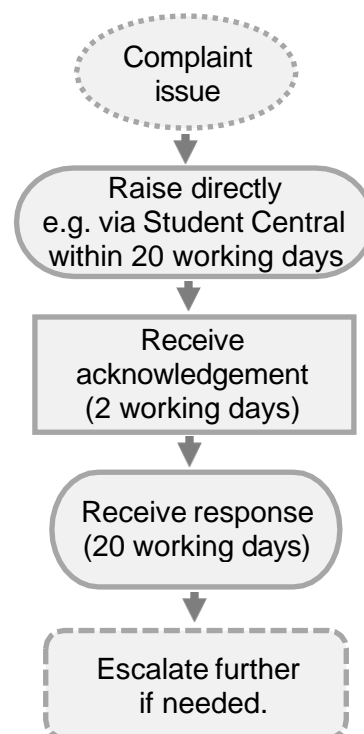 Complaint
issue
Raise directly
e.g. via Student Central
within 20 working days
Receive
acknowledgement
(2 working days)
Receive response
(20 working days)
Escalate further
if needed.